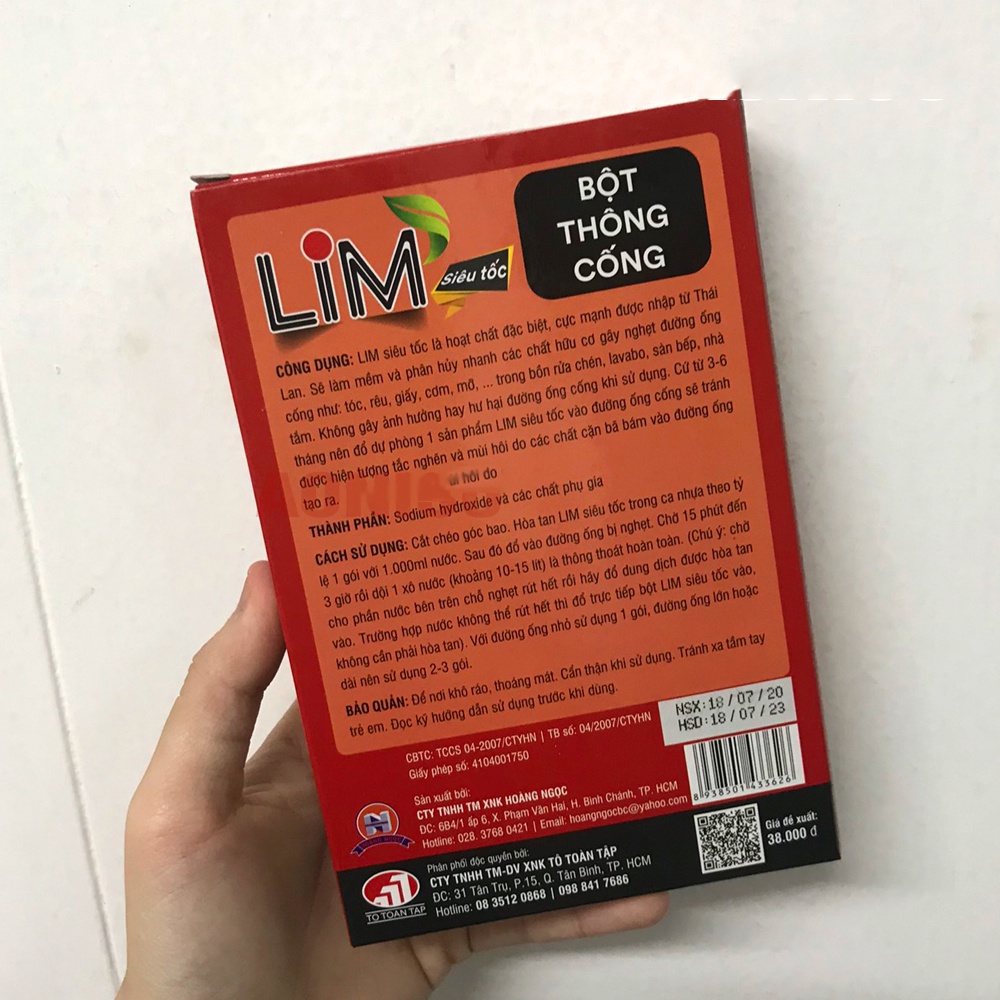 LiM
Siêu tốc
BỘT
THÔNG
CỐNG
CÔNG DỤNG: LIM siêu tốc là hoạt chất đặc biệt, cực mạnh được nhập từ Thái
Lan. Sẽ làm mềm và phân hủy nhanh các chất hữu cơ gây nghẹt đường ống
cống như: tóc, rêu, giấy, cơm, mỡ, ... trong bồn rửa chén, lavabo, sàn bếp, nhà
tắm. Không gây ảnh hưởng hay hư hại đường ống cống khi sử dụng. Cứ từ 3-6
tháng nên đổ dự phòng 1 sản phẩm LIM siêu tốc vào đường ống cống sẽ tránh
được hiện tượng tắc nghẽn và mùi hôi do các chất cặn bã bám vào đường ống
tạo ra.
ùi hôi do
THÀNH PHẦN: Sodium hydroxide và các chất phụ gia
CÁCH SỬ DỤNG: Cắt chéo góc bao. Hòa tan LIM siêu tốc trong ca nhựa theo tỷ
lệ 1 gói với 1.000ml nước. Sau đó đổ vào đường ống bị nghẹt. Chờ 15 phút đến
3 giờ rồi dội 1 xô nước (khoảng 10-15 lít) là thông thoát hoàn toàn. (Chú ý: chờ
cho phần nước bên trên chỗ nghẹt rút hết rồi hãy đổ dung dịch được hòa tan
vào. Trường hợp nước không thể rút hết thì đổ trực tiếp bột LIM siêu tốc vào,
không cần phải hòa tan). Với đường ống nhỏ sử dụng 1 gói, đường ống lớn hoặc
dài nên sử dụng 2-3 gói.
BẢO QUẢN: Để nơi khô ráo, thoáng mát. Cẩn thận khi sử dụng. Tránh xa tầm tay
trẻ em. Đọc kỹ hướng dẫn sử dụng trước khi dùng.
NSX:18/07/20
HSD:18/07/23
CBTC: TCCS 04-2007/CTYHN | TB số: 04/2007/CTYHN
Giấy phép số: 4104001750
Sản xuất bởi:
CTY TNHH TM XNK HOÀNG NGỌC
ĐC: 6B4/1 ấp 6, X. Phạm Văn Hai, H. Bình Chánh, TP. HCM
Hotline: 028. 3768 0421 | Email: hoangngocbc@yahoo.com
8 938501 433626
Phân phối độc quyền bởi:
CTY TNHH TM-DV XNK TÔ TOÀN TẬP
ĐC: 31 Tân Trụ, P.15, Q. Tân Bình, TP. HCM
Hotline: 08 3512 0868 | 098 841 7686
TO TOAN TAP
Giá đề xuất:
38.000 đ